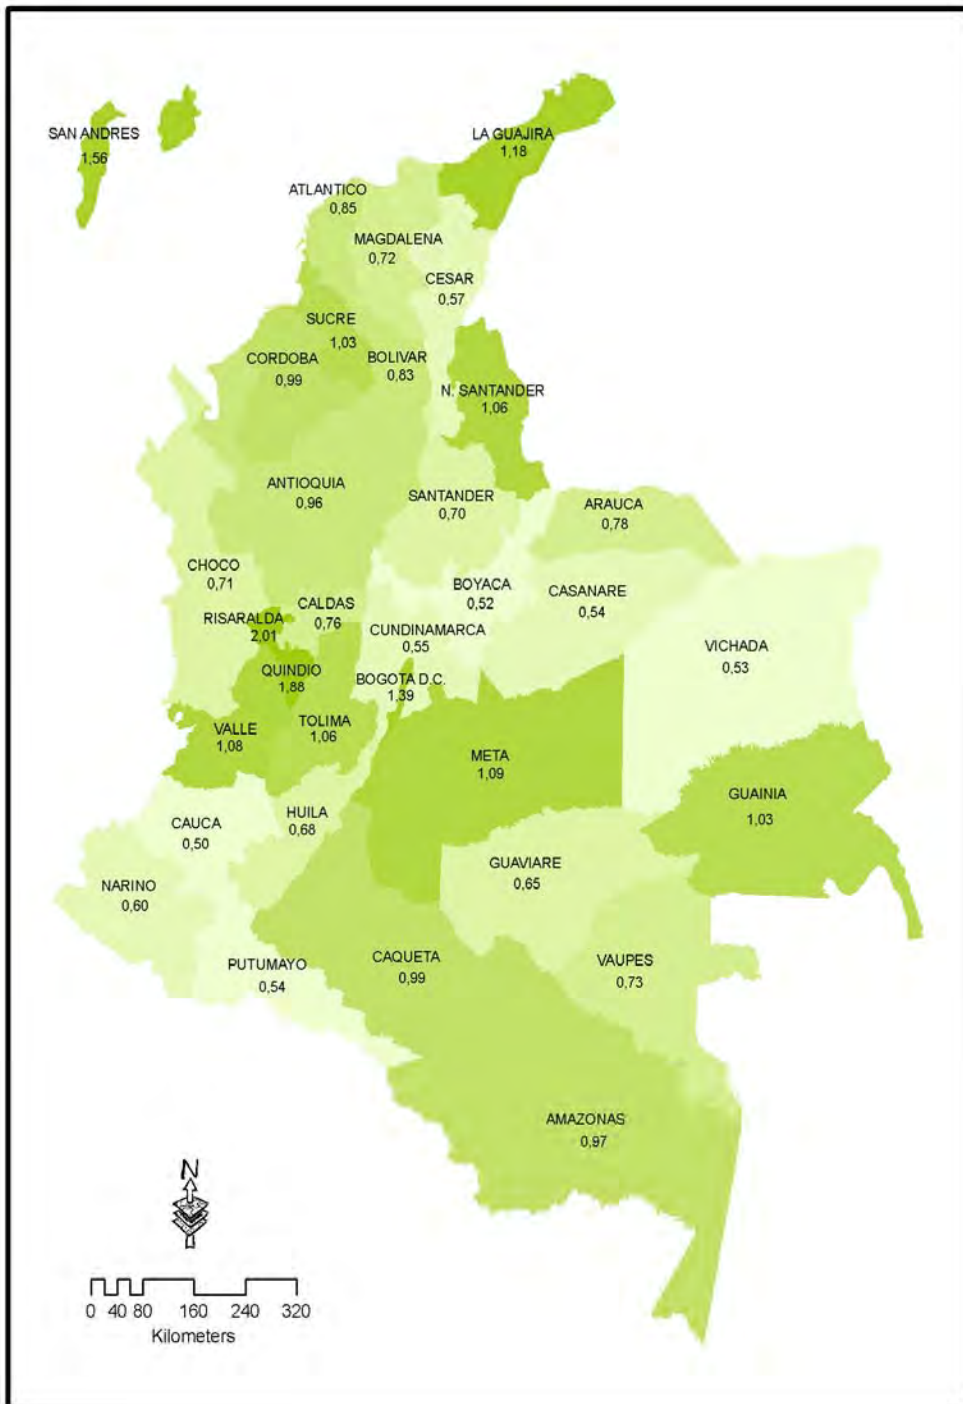 SAN ANDRES
1,56
LA GUAJIRA
1,18
ATLANTICO
0,85
MAGDALENA
0,72
CESAR
0,57
SUCRE
1,03
CORDOBA
0,99
BOLIVAR
0,83
N. SANTANDER
1,06
ANTIOQUIA
0,96
SANTANDER
0,70
ARAUCA
0,78
CHOCO
0,71
BOYACA
0,52
CASANARE
0,54
CALDAS
0,76
RISARALDA
2,01
CUNDINAMARCA
0,55
VICHADA
0,53
QUINDIO
1,88
BOGOTA D.C.
1,39
VALLE
1,08
TOLIMA
1,06
META
1,09
GUAINIA
1,03
HUILA
0,68
CAUCA
0,50
GUAVIARE
0,65
NARINO
0,60
CAQUETA
0,99
VAUPES
0,73
PUTUMAYO
0,54
AMAZONAS
0,97
N
0 40 80 160 240 320
Kilometers